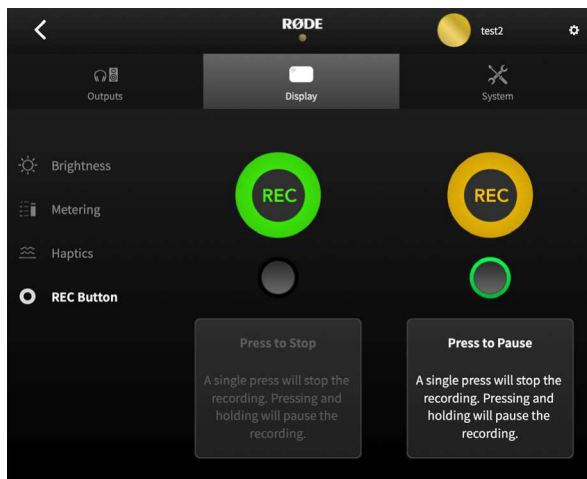 RØDE
test2
Outputs
Display
System
Brightness
Metering
Haptics
REC Button
REC
REC
Press to Stop
A single press will stop the
recording. Pressing and
holding will pause the
recording.
Press to Pause
A single press will stop the
recording. Pressing and
holding will pause the
recording.